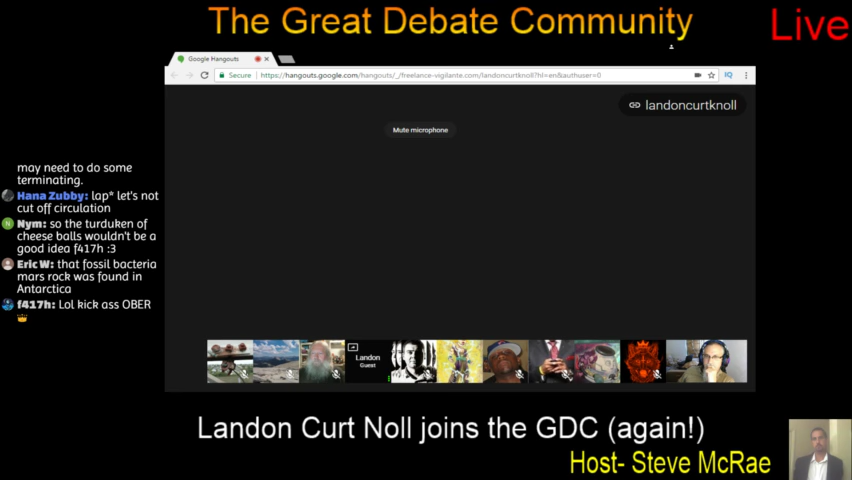 The Great Debate Community
Live
Google Hangouts
Secure
https://hangouts.google.com/hangouts/_/freelance-vigilante.com/landoncurtknoll?hl=en&authuser=0
landoncurtknoll
Mute microphone
may need to do some
terminating.
Hana Zubby: lap* let's not
cut off circulation
N
Nym: so the turduken of
cheese balls wouldn't be a
good idea f417h :3
Eric W: that fossil bacteria
mars rock was found in
Antarctica
f417h: Lol kick ass OBER
Landon
Guest
Landon Curt Noll joins the GDC (again!)
Host- Steve McRae